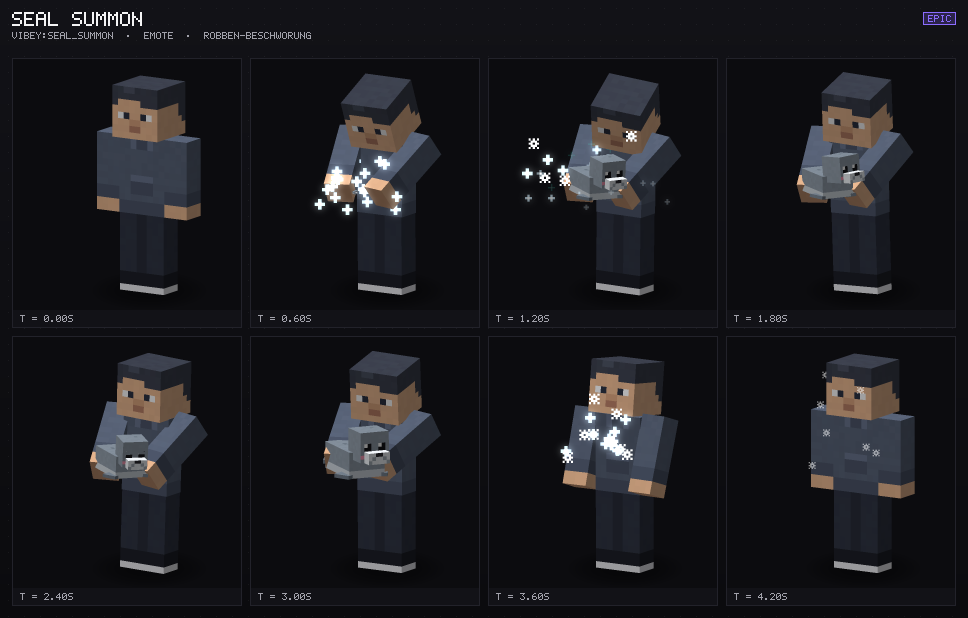 SEAL SUMMON
EPIC
VIBEY:SEAL_SUMMON • EMOTE • ROBBEN-BESCHWORUNG
T = 0.00S
T = 0.60S
T = 1.20S
T = 1.80S
T = 2.40S
T = 3.00S
T = 3.60S
T = 4.20S